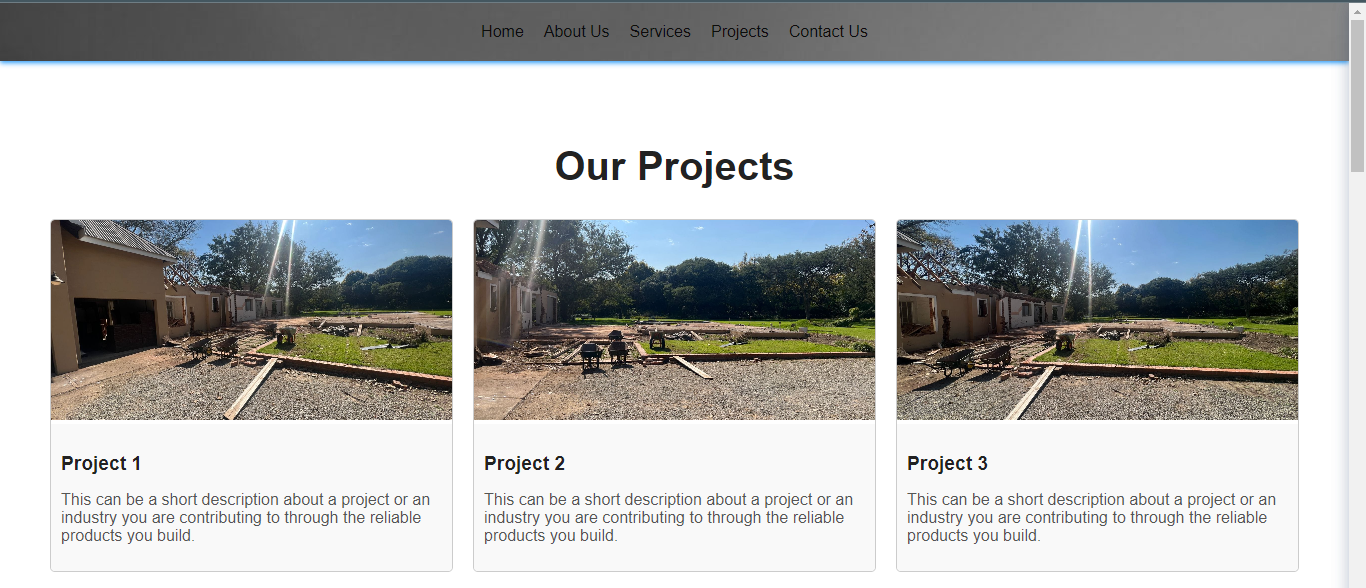 Home About Us Services Projects Contact Us
Our Projects
Project 1
This can be a short description about a project or an
industry you are contributing to through the reliable
products you build.
Project 2
This can be a short description about a project or an
industry you are contributing to through the reliable
products you build.
Project 3
This can be a short description about a project or an
industry you are contributing to through the reliable
products you build.